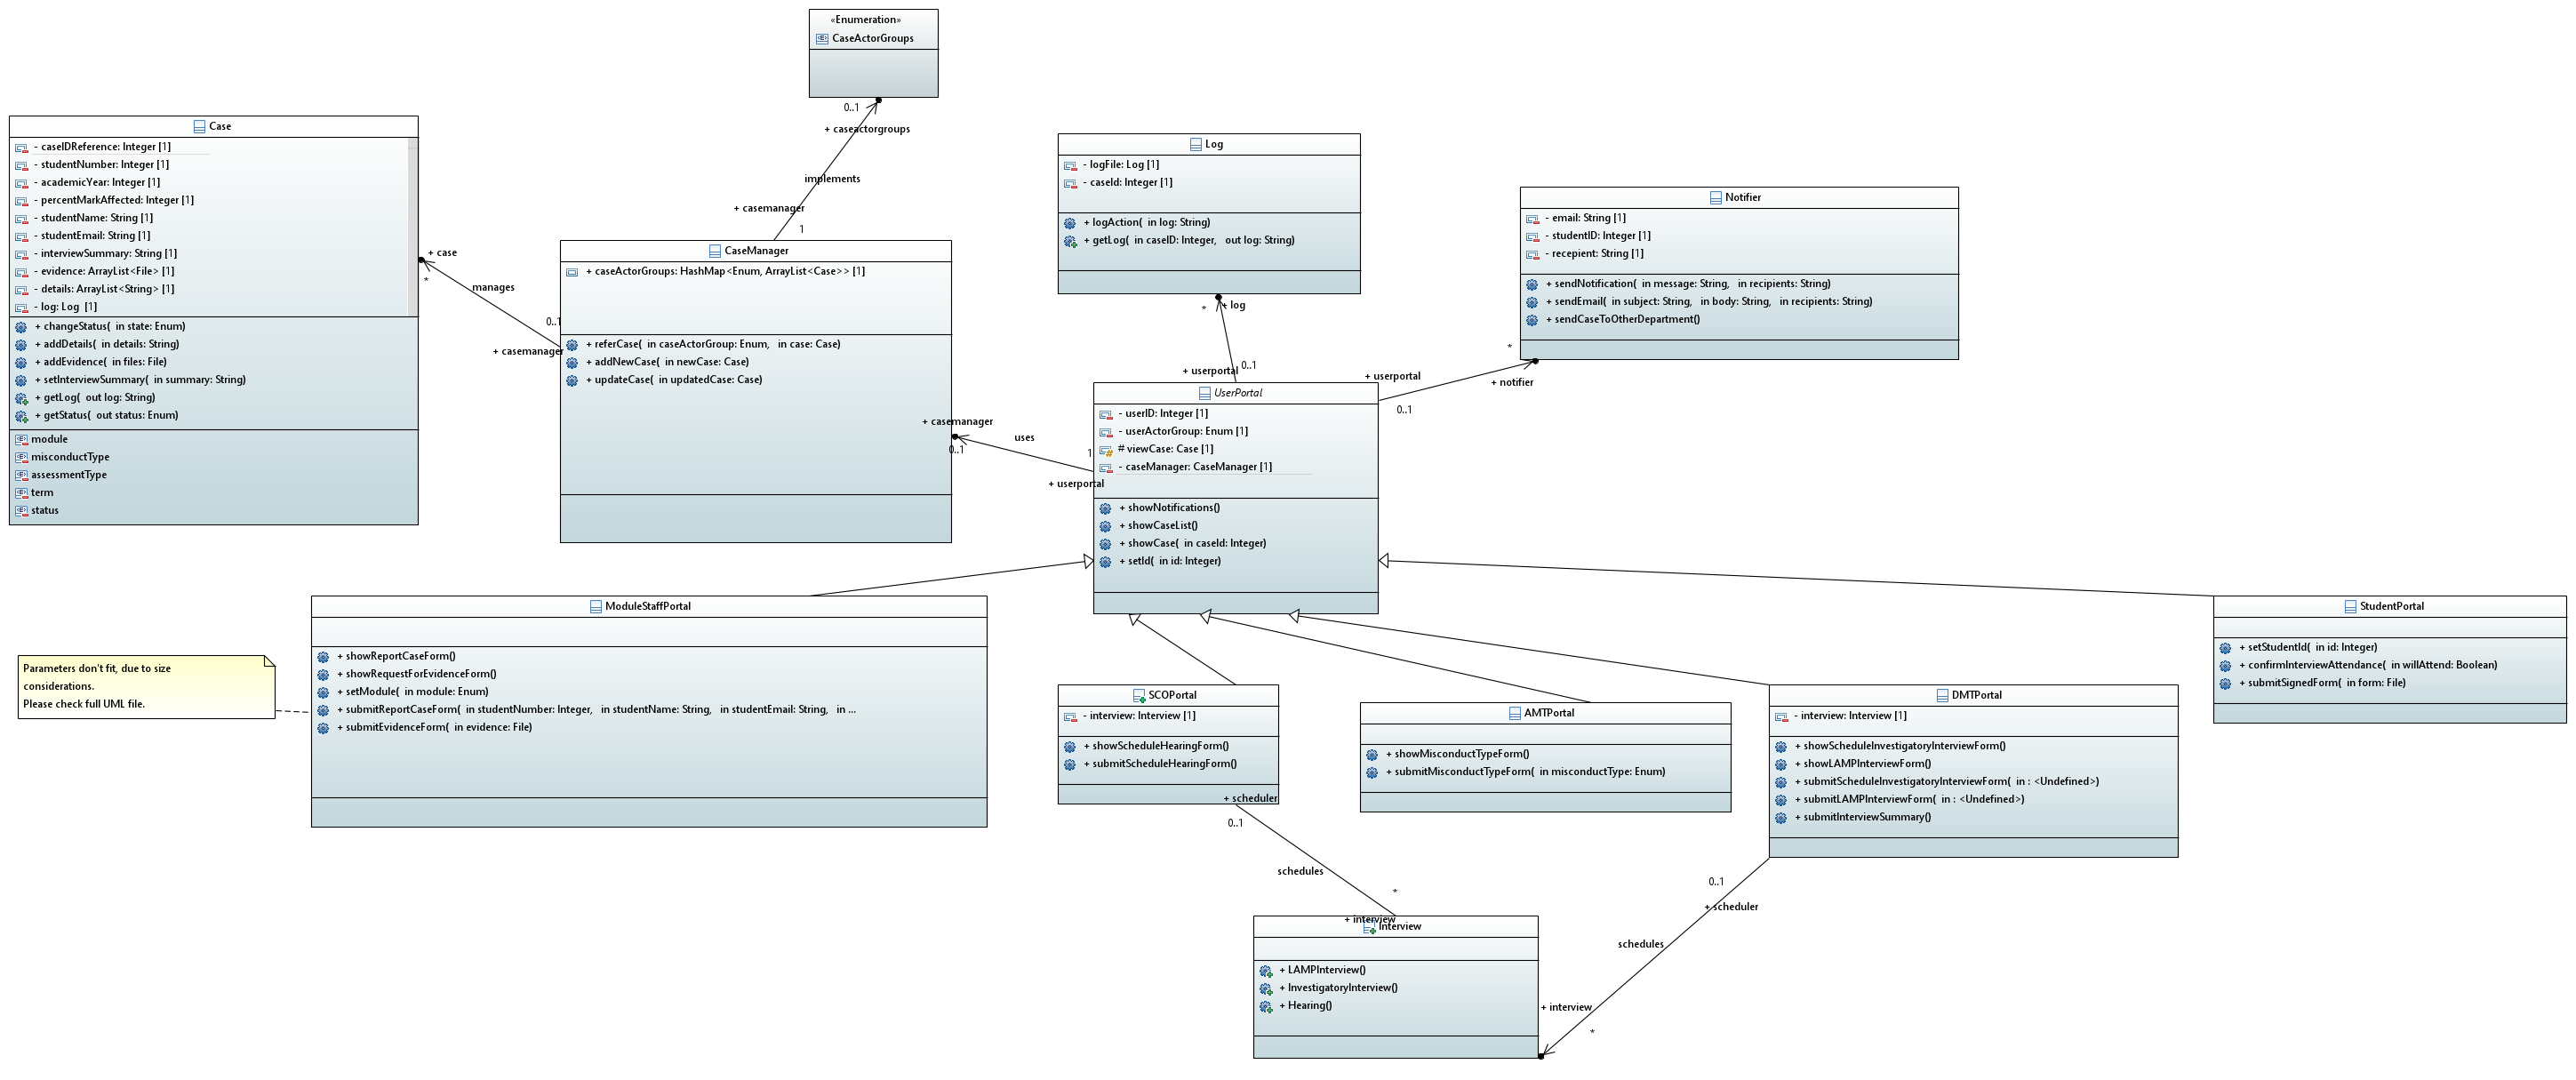 «Enumeration»
CaseActorGroups
0..1
+ caseactorgroups
implements
+ casemanager
1
Case
- caseIDReference: Integer [1]
- studentNumber: Integer [1]
- academicYear: Integer [1]
- percentMarkAffected: Integer [1]
- studentName: String [1]
- studentEmail: String [1]
- interviewSummary: String [1]
- evidence: ArrayList<File> [1]
- details: ArrayList<String> [1]
- log: Log [1]
+ changeStatus( in state: Enum)
+ addDetails( in details: String)
+ addEvidence( in files: File)
+ setInterviewSummary( in summary: String)
+ getLog( out log: String)
+ getStatus( out status: Enum)
module
misconductType
assessmentType
term
status
+ case
*
manages
0..1
+ casemanager
CaseManager
+ caseActorGroups: HashMap<Enum, ArrayList<Case>> [1]
+ referCase( in caseActorGroup: Enum, in case: Case)
+ addNewCase( in newCase: Case)
+ updateCase( in updatedCase: Case)
+ casemanager
0..1
uses
1
+ userportal
Log
- logFile: Log [1]
- caseId: Integer [1]
+ logAction( in log: String)
+ getLog( in caseID: Integer, out log: String)
+ log
*
+ userportal
0..1
Notifier
- email: String [1]
- studentID: Integer [1]
- recepient: String [1]
+ sendNotification( in message: String, in recipients: String)
+ sendEmail( in subject: String, in body: String, in recipients: String)
+ sendCaseToOtherDepartment()
*
+ notifier
+ userportal
0..1
UserPortal
- userID: Integer [1]
- userActorGroup: Enum [1]
# viewCase: Case [1]
- caseManager: CaseManager [1]
+ showNotifications()
+ showCaseList()
+ showCase( in caseId: Integer)
+ setId( in id: Integer)
ModuleStaffPortal
+ showReportCaseForm()
+ showRequestForEvidenceForm()
+ setModule( in module: Enum)
+ submitReportCaseForm( in studentNumber: Integer, in studentName: String, in studentEmail: String, in ...
+ submitEvidenceForm( in evidence: File)
Parameters don't fit, due to size
considerations.
Please check full UML file.
SCOPortal
- interview: Interview [1]
+ showScheduleHearingForm()
+ submitScheduleHearingForm()
+ scheduler
0..1
schedules
*
+ interview
AMTPortal
+ showMisconductTypeForm()
+ submitMisconductTypeForm( in misconductType: Enum)
DMTPortal
- interview: Interview [1]
+ showScheduleInvestigatoryInterviewForm()
+ showLAMPInterviewForm()
+ submitScheduleInvestigatoryInterviewForm( in : <Undefined>)
+ submitLAMPInterviewForm( in : <Undefined>)
+ submitInterviewSummary()
0..1
+ scheduler
schedules
+ interview
*
StudentPortal
+ setStudentId( in id: Integer)
+ confirmInterviewAttendance( in willAttend: Boolean)
+ submitSignedForm( in form: File)
Interview
+ LAMPInterview()
+ InvestigatoryInterview()
+ Hearing()